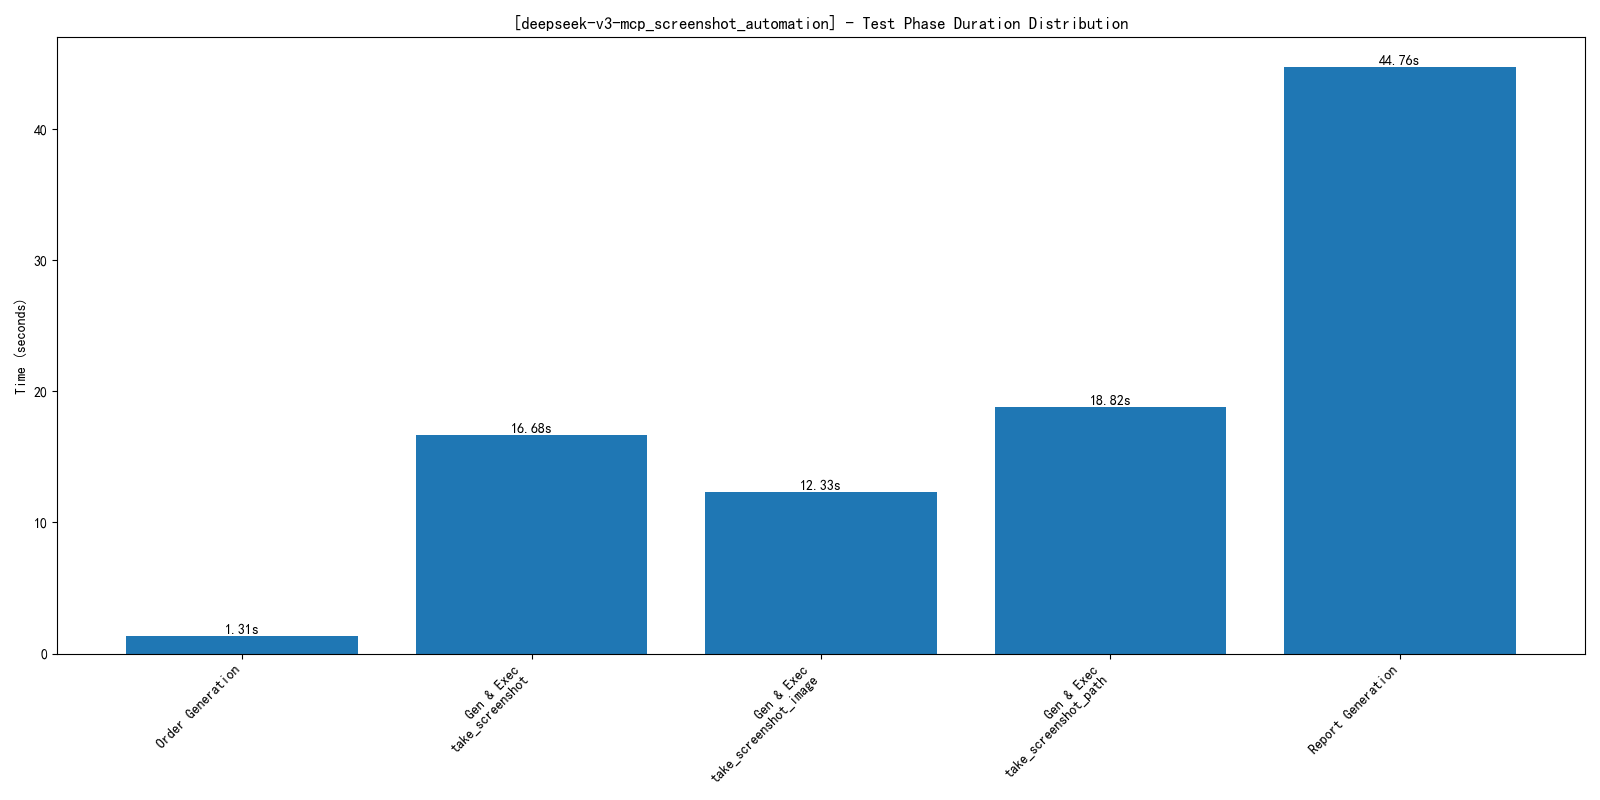 [deepseek-v3-mcp_screenshot_automation] - Test Phase Duration Distribution
Time (seconds)
40
30
20
10
0
1.31s
16.68s
12.33s
18.82s
44.76s
Order Generation
Gen & Exec
take_screenshot
Gen & Exec
take_screenshot_image
Gen & Exec
take_screenshot_path
Report Generation